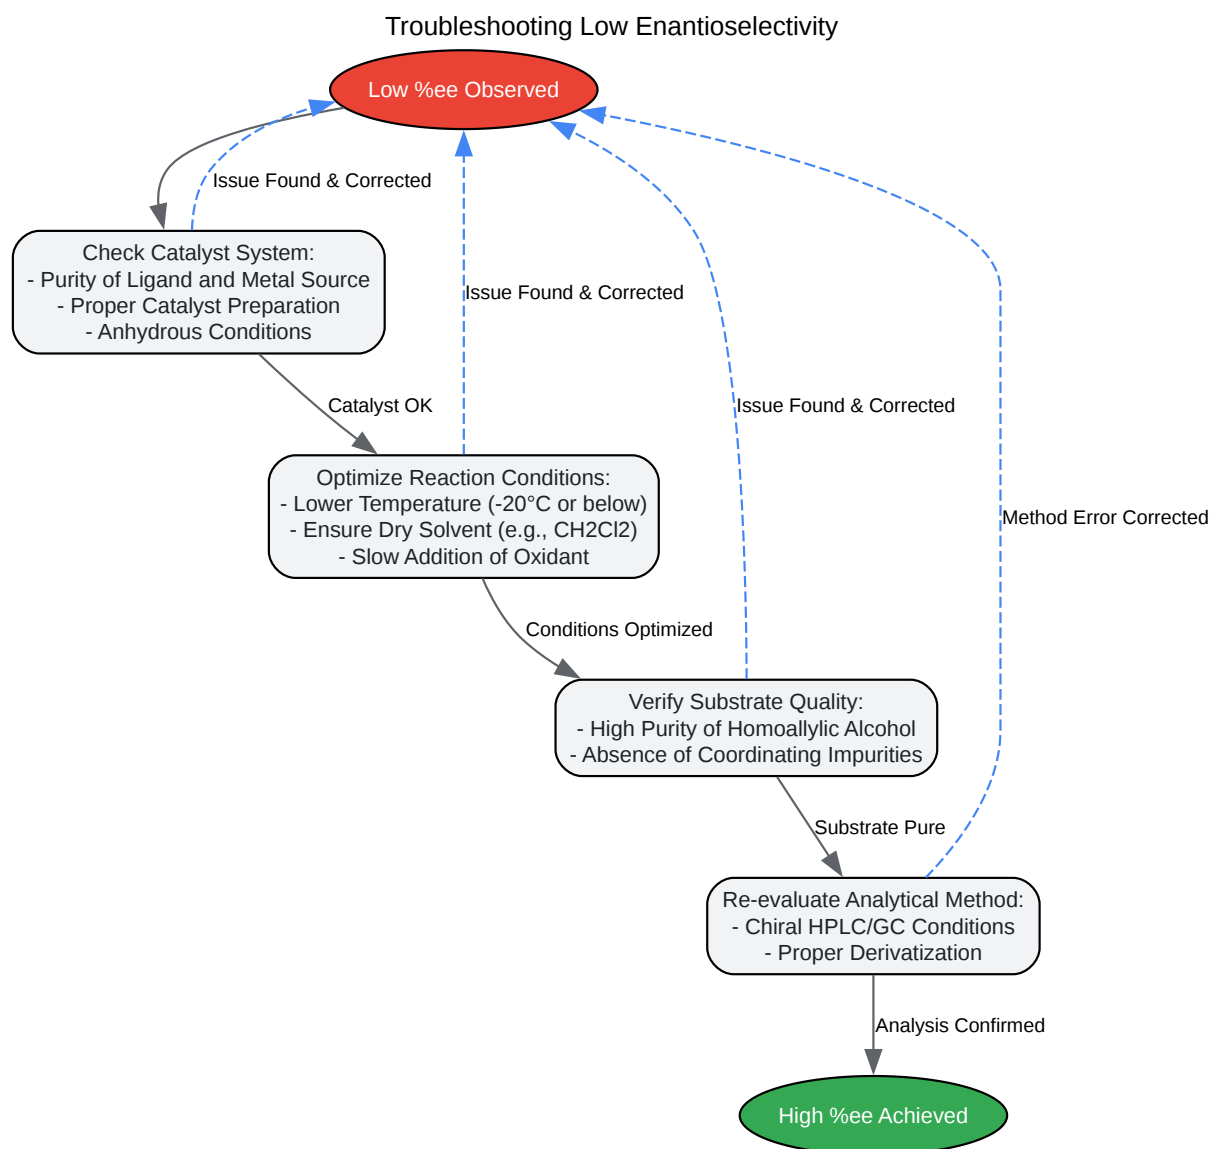 Troubleshooting Low Enantioselectivity
Low %ee Observed
Issue Found & Corrected
Check Catalyst System:
- Purity of Ligand and Metal Source
- Proper Catalyst Preparation
- Anhydrous Conditions
Issue Found & Corrected
Catalyst OK
Issue Found & Corrected
Optimize Reaction Conditions:
- Lower Temperature (-20°C or below)
- Ensure Dry Solvent (e.g., CH2Cl2)
- Slow Addition of Oxidant
Method Error Corrected
Conditions Optimized
Verify Substrate Quality:
- High Purity of Homoallylic Alcohol
- Absence of Coordinating Impurities
Substrate Pure
Re-evaluate Analytical Method:
- Chiral HPLC/GC Conditions
- Proper Derivatization
Analysis Confirmed
High %ee Achieved